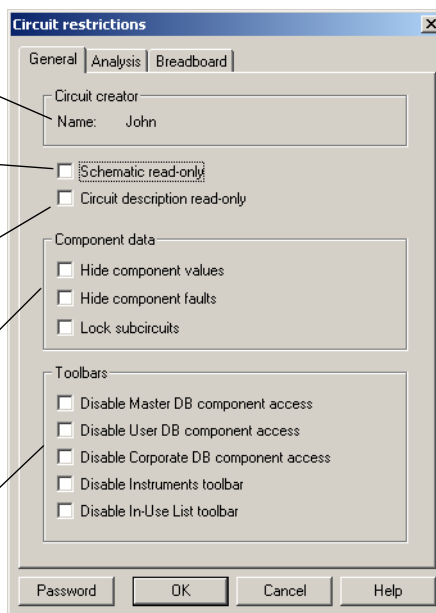 Circuit restrictions
General Analysis Breadboard
Circuit creator
Name: John
Schematic read-only
Circuit description read-only
Component data
Hide component values
Hide component faults
Lock subcircuits
Toolbars
Disable Master DB component access
Disable User DB component access
Disable Corporate DB component access
Disable Instruments toolbar
Disable In-Use List toolbar
Password OK Cancel Help